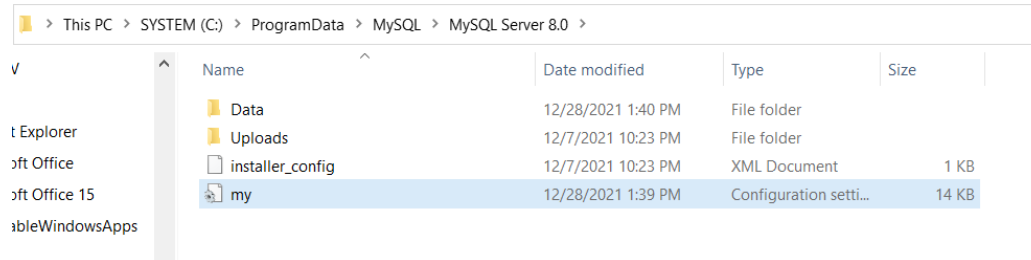 This PC > SYSTEM (C:) > ProgramData > MySQL > MySQL Server 8.0 >
Name Date modified Type Size
Data 12/28/2021 1:40 PM File folder
t Explorer Uploads 12/7/2021 10:23 PM File folder
oft Office installer_config 12/7/2021 10:23 PM XML Document 1 KB
oft Office 15 my 12/28/2021 1:39 PM Configuration setti... 14 KB
ableWindowsApps